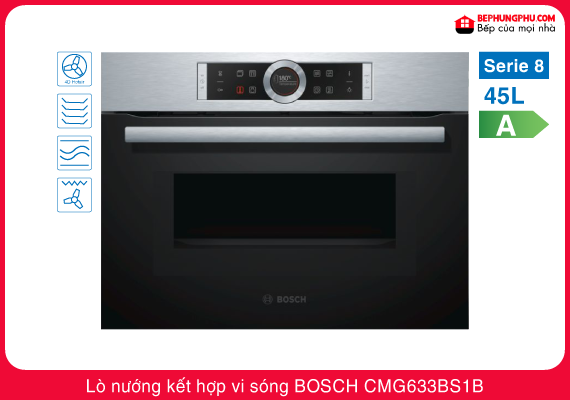 BEPHUNGPHU.COM
Bếp của mọi nhà
4D Hotair
Serie 8
45L
A
180°
BOSCH
Lò nướng kết hợp vi sóng BOSCH CMG633BS1B